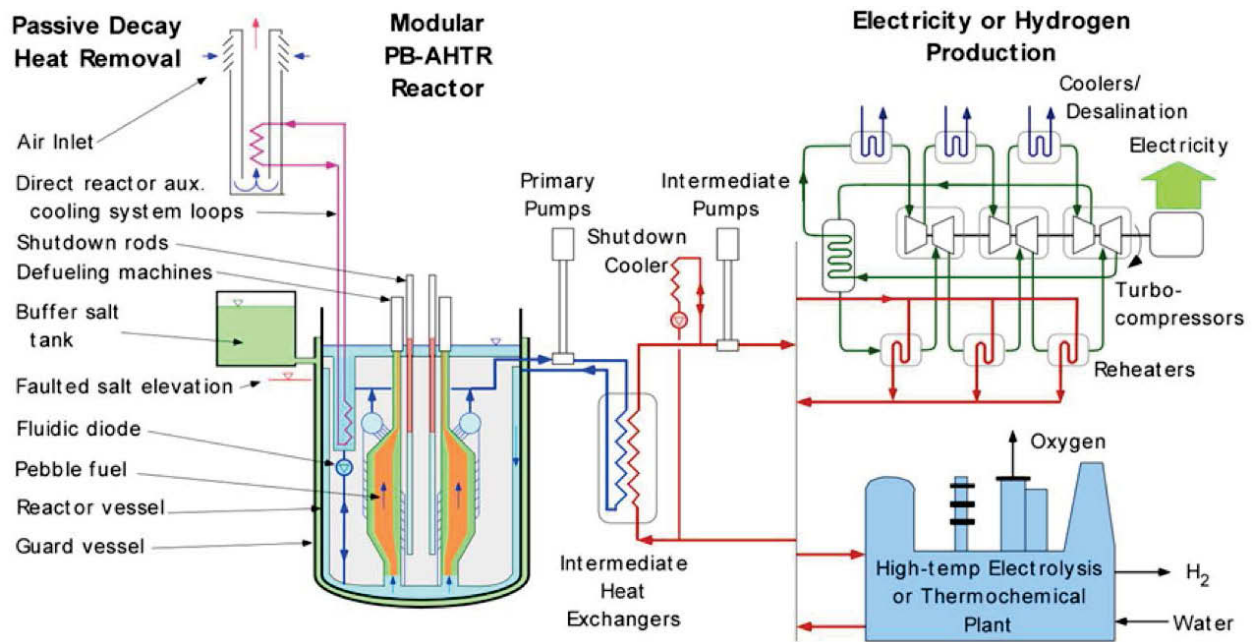 Passive Decay
Heat Removal
Modular
PB-AHTR
Reactor
Electricity or Hydrogen
Production
Air Inlet
Direct reactor aux.
cooling system loops
Shutdown rods
Defueling machines
Buffer salt
tank
Faulted salt elevation
Fluidic diode
Pebble fuel
Reactor vessel
Guard vessel
Primary
Pumps
Intermediate
Pumps
Shutdown
Cooler
Intermediate
Heat
Exchangers
Coolers/
Desalination
Electricity
Turbo-
compressors
Reheaters
Oxygen
High-temp Electrolysis
or Thermochemical
Plant
H2
Water